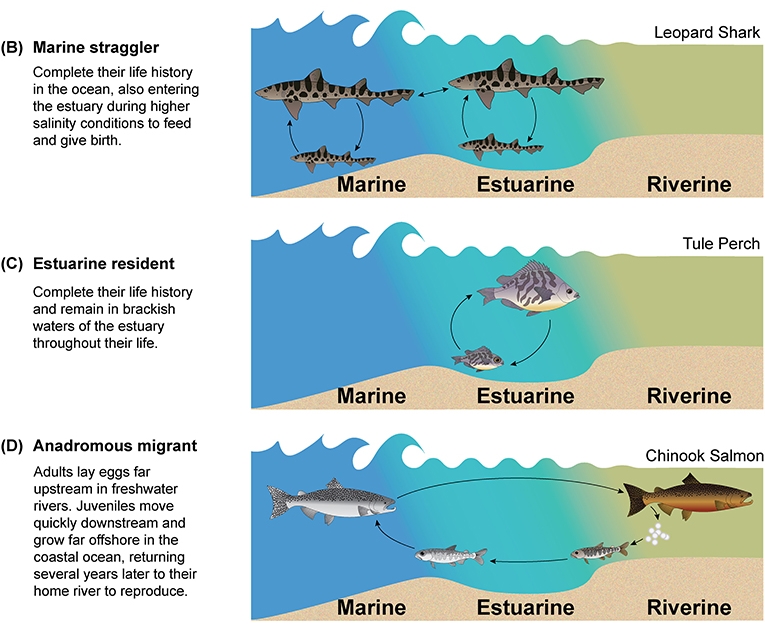 Leopard Shark
(B) Marine straggler
Complete their life history
in the ocean, also entering
the estuary during higher
salinity conditions to feed
and give birth.
Marine Estuarine Riverine
Tule Perch
(C) Estuarine resident
Complete their life history
and remain in brackish
waters of the estuary
throughout their life.
Marine Estuarine Riverine
(D) Anadromous migrant
Chinook Salmon
Adults lay eggs far
upstream in freshwater
rivers. Juveniles move
quickly downstream and
grow far offshore in the
coastal ocean, returning
several years later to their
home river to reproduce.
Marine Estuarine Riverine